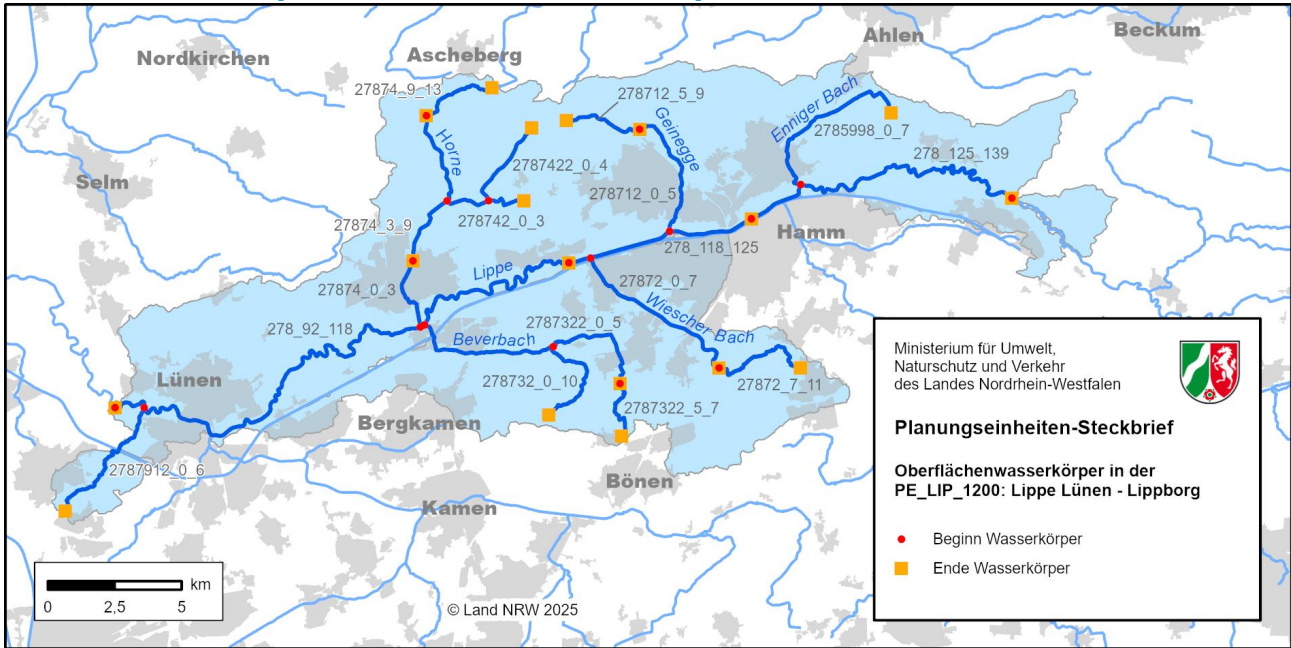 Nordkirchen
Ascheberg
Ahlen
Beckum
27874_9_13
278712_5_9
Geinegge
Enniger Bach
2785998_0_7
Horne
2787422_0_4
278_125_139
Selm
278712_0_5
27874_3_9
278742_0_3
Hamm
278_118_125
Lippe
27874_0_3
27872_0_7
278_92_118
2787322_0_5
Wiescher Bach
Beverbach
Lünen
278732_0_10
27872_7_11
2787322_5_7
Bergkamen
2787912_0_6
Bönen
Kamen
km
0
2,5
5
© Land NRW 2025
Ministerium für Umwelt,
Naturschutz und Verkehr
des Landes Nordrhein-Westfalen
Planungseinheiten-Steckbrief
Oberflächenwasserkörper in der
PE_LIP_1200: Lippe Lünen - Lippborg
Beginn Wasserkörper
Ende Wasserkörper